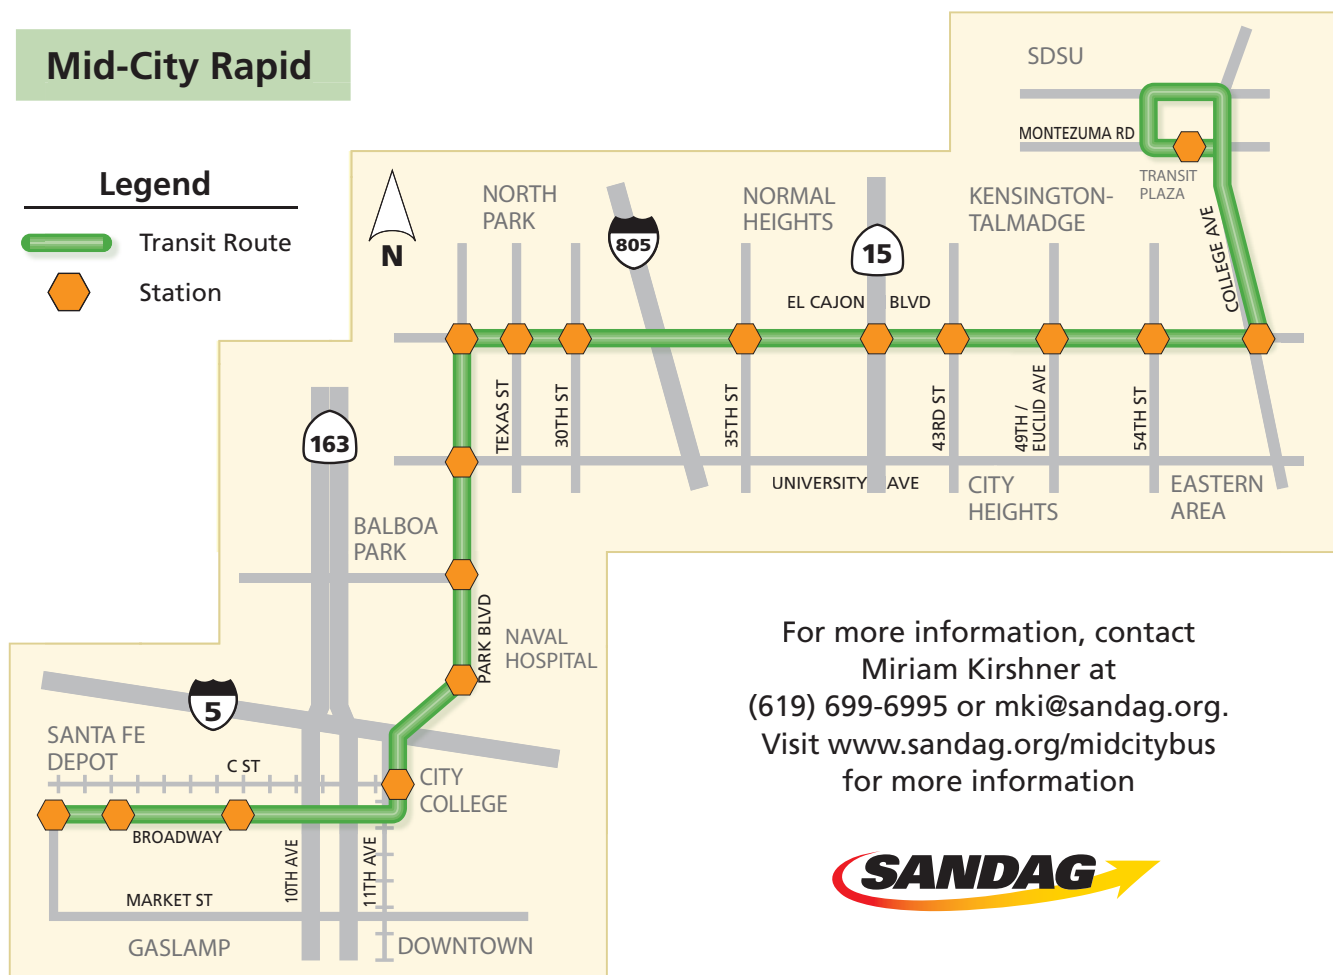 Mid-City Rapid
Legend
Transit Route
Station
N
SDSU
MONTEZUMA RD
TRANSIT
PLAZA
COLLEGE AVE
NORTH
PARK
805
NORMAL
HEIGHTS
15
KENSINGTON-
TALMADGE
EL CAJON BLVD
TEXAS ST
30TH ST
35TH ST
43RD ST
49TH /
EUCLID AVE
54TH ST
UNIVERSITY AVE
CITY
HEIGHTS
EASTERN
AREA
163
BALBOA
PARK
PARK BLVD
NAVAL
HOSPITAL
5
SANTA FE
DEPOT
C ST
CITY
COLLEGE
BROADWAY
10TH AVE
11TH AVE
MARKET ST
GASLAMP
DOWNTOWN
For more information, contact
Miriam Kirshner at
(619) 699-6995 or mki@sandag.org.
Visit www.sandag.org/midcitybus
for more information
SANDAG